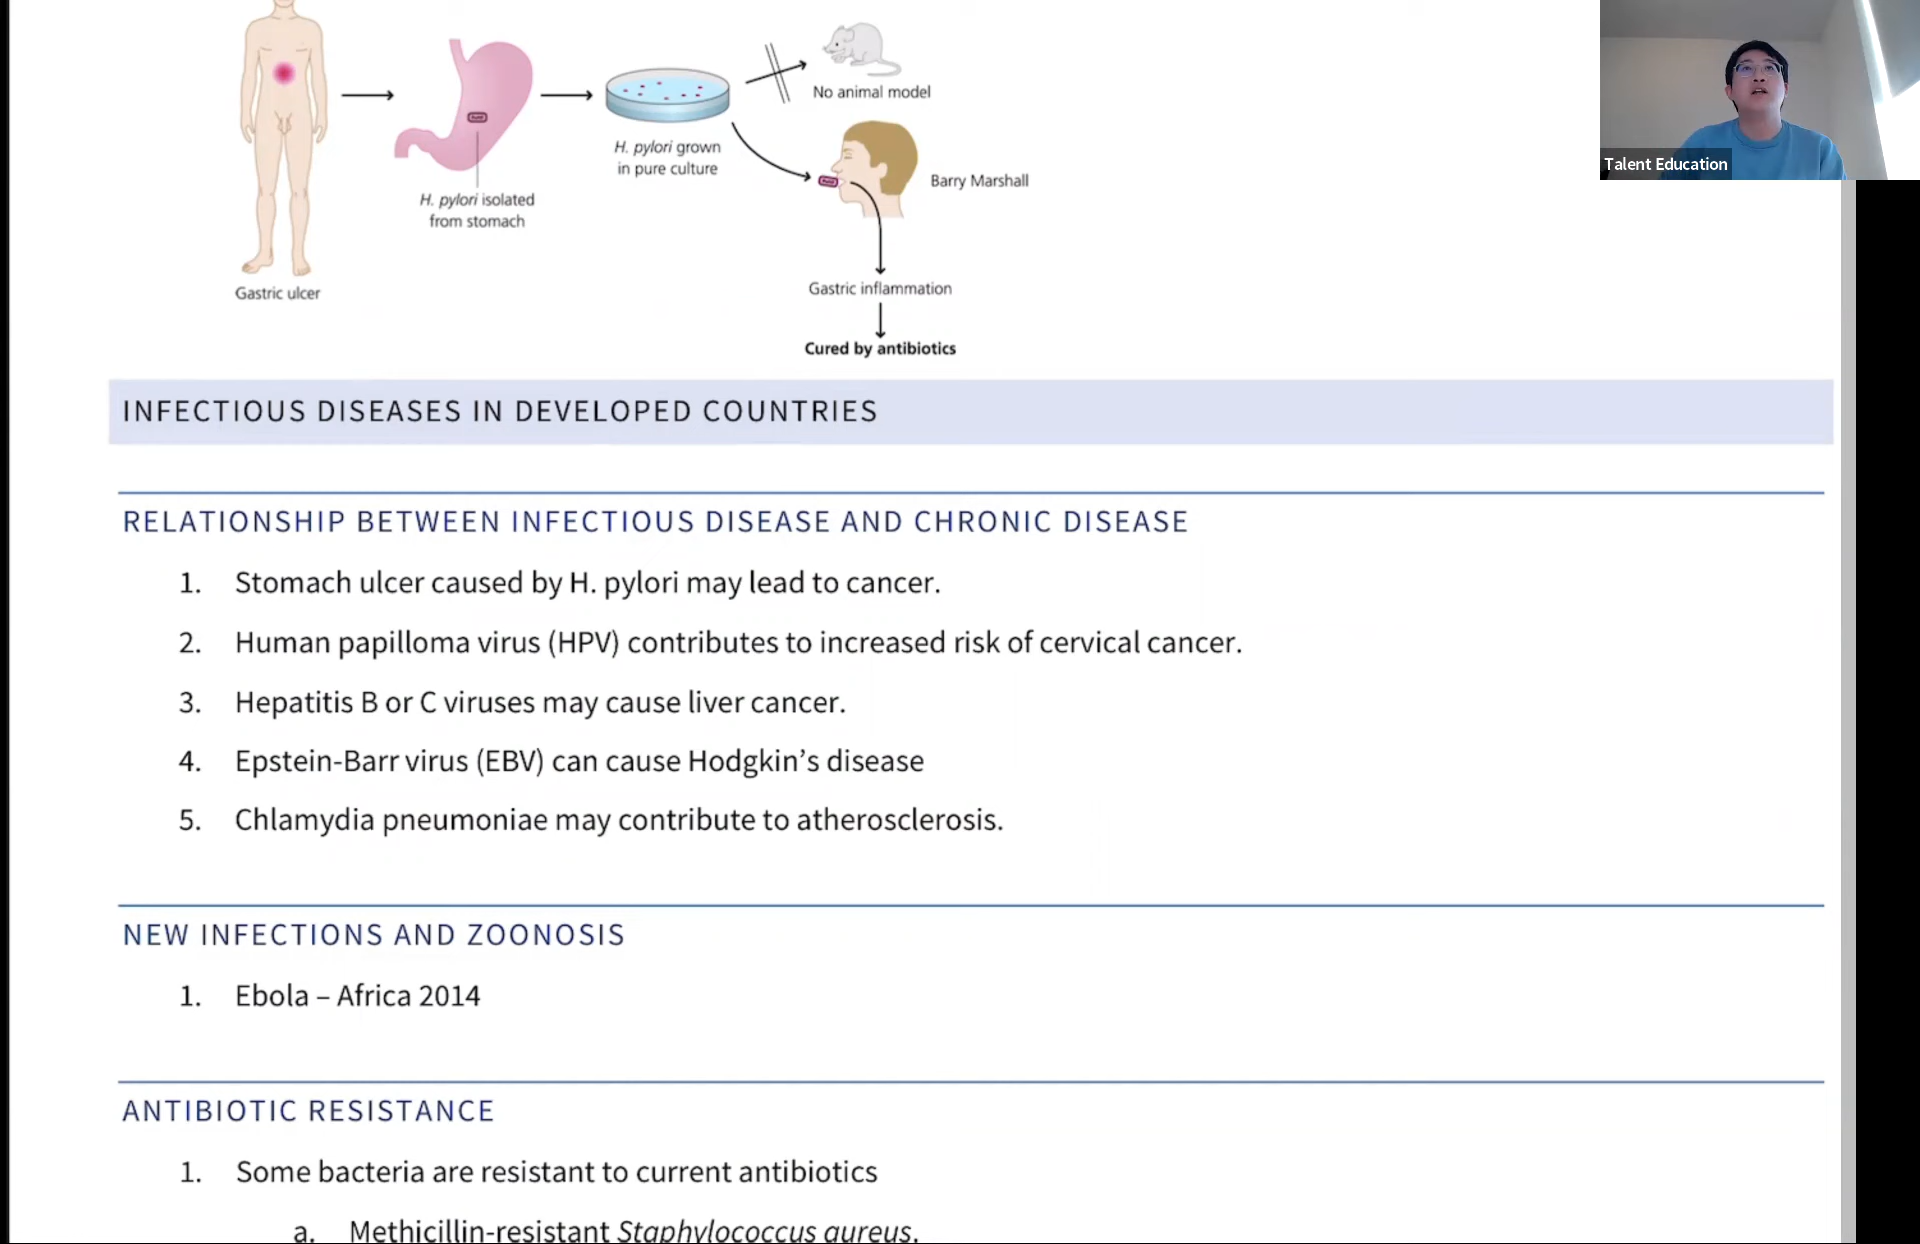 No animal model
H. pylori grown
in pure culture
Barry Marshall
H. pylori isolated
from stomach
Gastric ulcer
Gastric inflammation
Cured by antibiotics
Talent Education
INFECTIOUS DISEASES IN DEVELOPED COUNTRIES
RELATIONSHIP BETWEEN INFECTIOUS DISEASE AND CHRONIC DISEASE
1. Stomach ulcer caused by H. pylori may lead to cancer.
2. Human papilloma virus (HPV) contributes to increased risk of cervical cancer.
3. Hepatitis B or C viruses may cause liver cancer.
4. Epstein-Barr virus (EBV) can cause Hodgkin’s disease
5. Chlamydia pneumoniae may contribute to atherosclerosis.
NEW INFECTIONS AND ZOONOSIS
1. Ebola – Africa 2014
ANTIBIOTIC RESISTANCE
1. Some bacteria are resistant to current antibiotics
a. Methicillin-resistant Staphylococcus aureus.